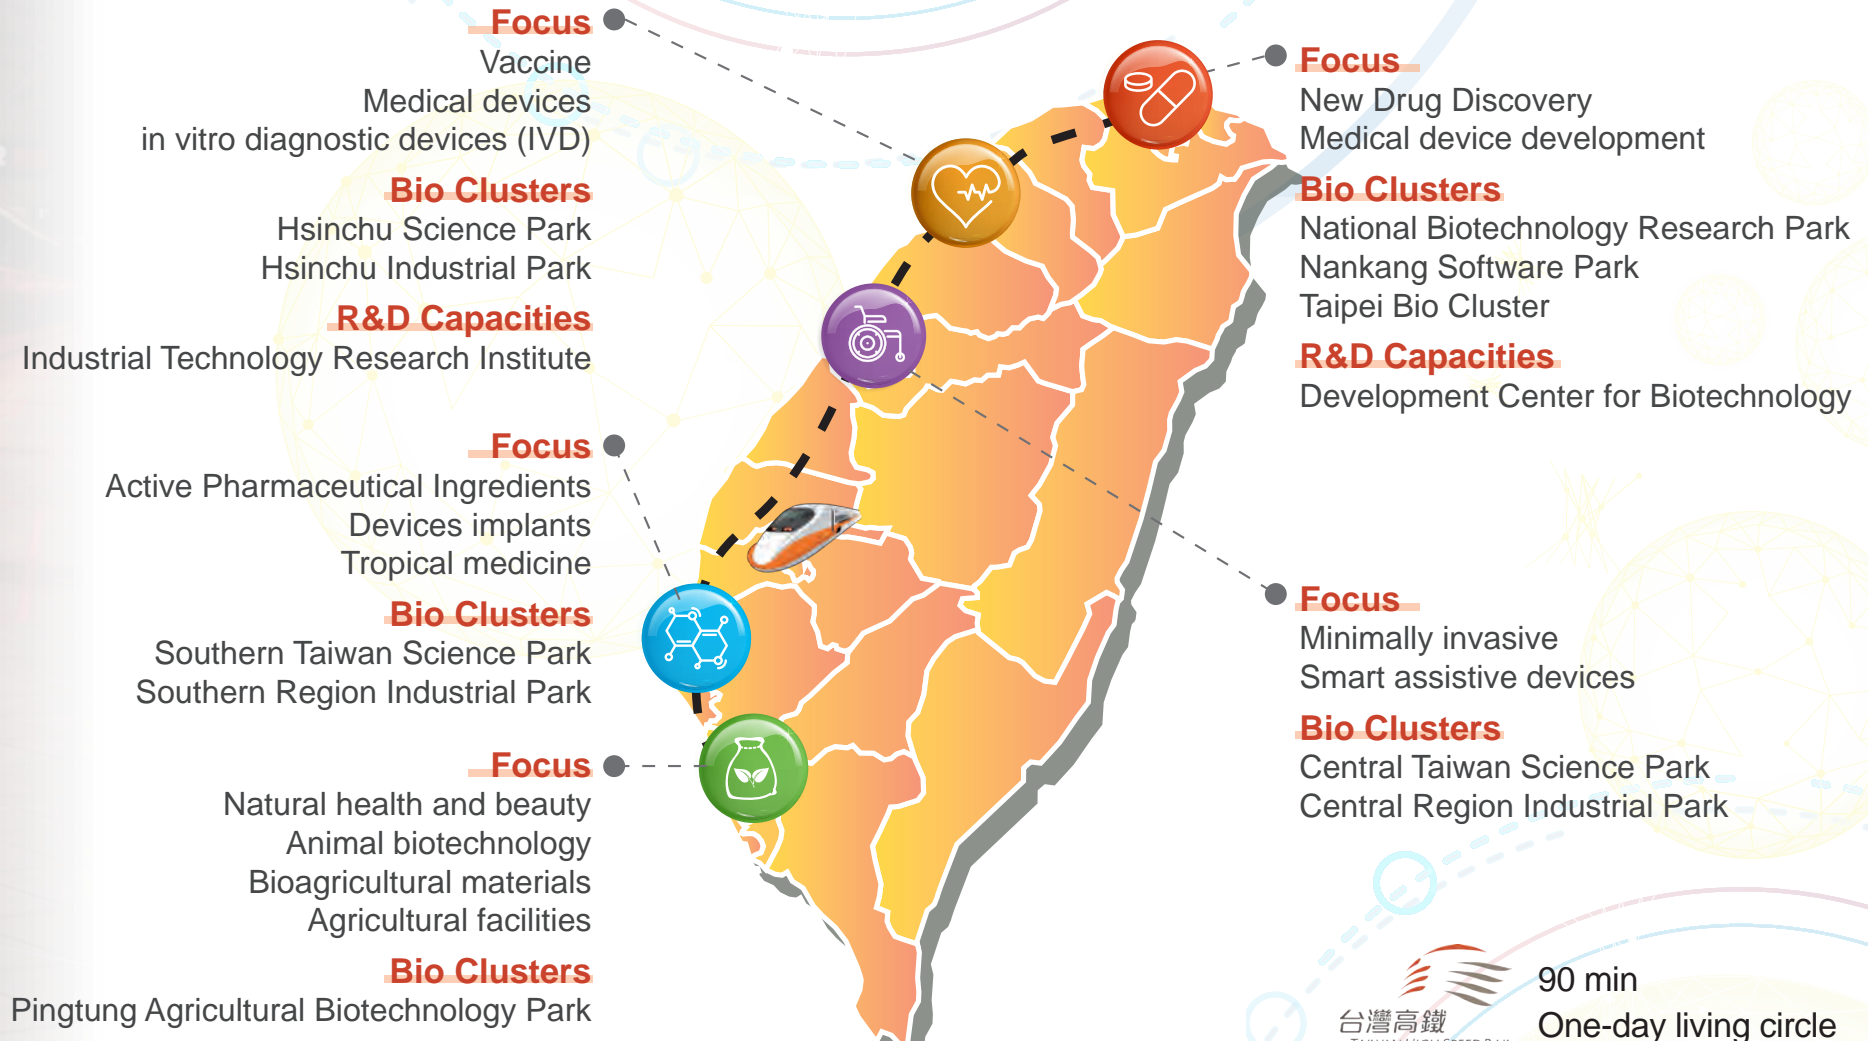 Focus
Vaccine
Medical devices
in vitro diagnostic devices (IVD)
Bio Clusters
Hsinchu Science Park
Hsinchu Industrial Park
R&D Capacities
Industrial Technology Research Institute
Focus
Active Pharmaceutical Ingredients
Devices implants
Tropical medicine
Bio Clusters
Southern Taiwan Science Park
Southern Region Industrial Park
Focus
Natural health and beauty
Animal biotechnology
Bioagricultural materials
Agricultural facilities
Bio Clusters
Pingtung Agricultural Biotechnology Park
Focus
New Drug Discovery
Medical device development
Bio Clusters
National Biotechnology Research Park
Nankang Software Park
Taipei Bio Cluster
R&D Capacities
Development Center for Biotechnology
Focus
Minimally invasive
Smart assistive devices
Bio Clusters
Central Taiwan Science Park
Central Region Industrial Park
台灣高鐵
TAIWAN HIGH SPEED RAIL
90 min
One-day living circle